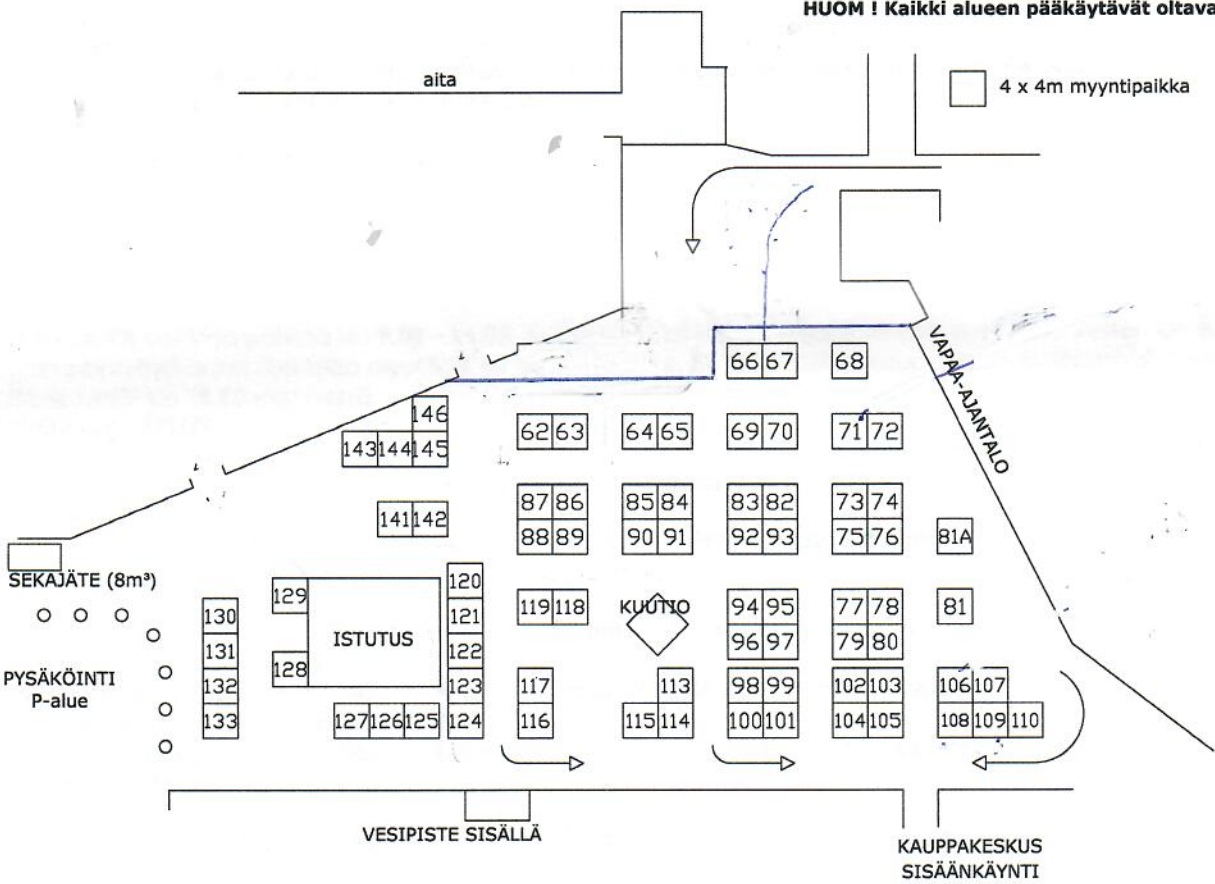 HUOM ! Kaikki alueen pääkäytävät oltava
aita
4 x 4m myyntipaikka
VAPAA-AJANTALO
66 67 68
146
62 63 64 65 69 70 71 72
143 144 145
87 86 85 84 83 82 73 74
141 142
88 89 90 91 92 93 75 76 81A
SEKAJÄTE (8m³)
120
129
130 121 119 118 KUUTIO 94 95 77 78 81
ISTUTUS
131 122 96 97 79 80
128
PYSÄKÖINTI
P-alue
132 123 117 113 98 99 102 103 106 107
133 127 126 125 124 116 115 114 100 101 104 105 108 109 110
VESIPISTE SISÄLLÄ
KAUPPAKESKUS
SISÄÄNKÄYNTI